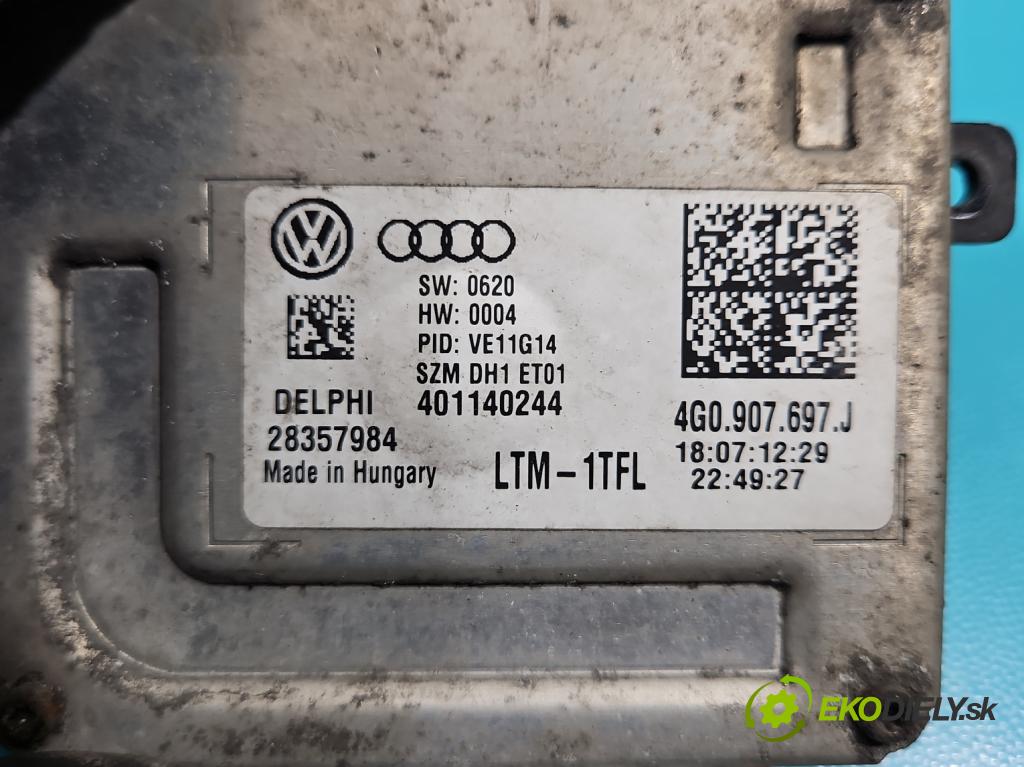 SW: 0620
HW: 0004
PID: VE11G14
SZM DH1 ET01
DELPHI 401140244
28357984
Made in Hungary
LTM-1TFL
4G0.907.697.J
18:07:12:29
22:49:27
EKODIELY.sk